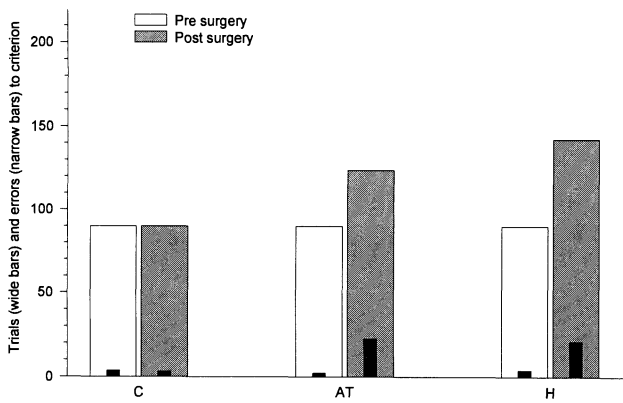 Pre surgery
Post surgery
Trials (wide bars) and errors (narrow bars) to criterion
200
150
100
50
0
C AT H